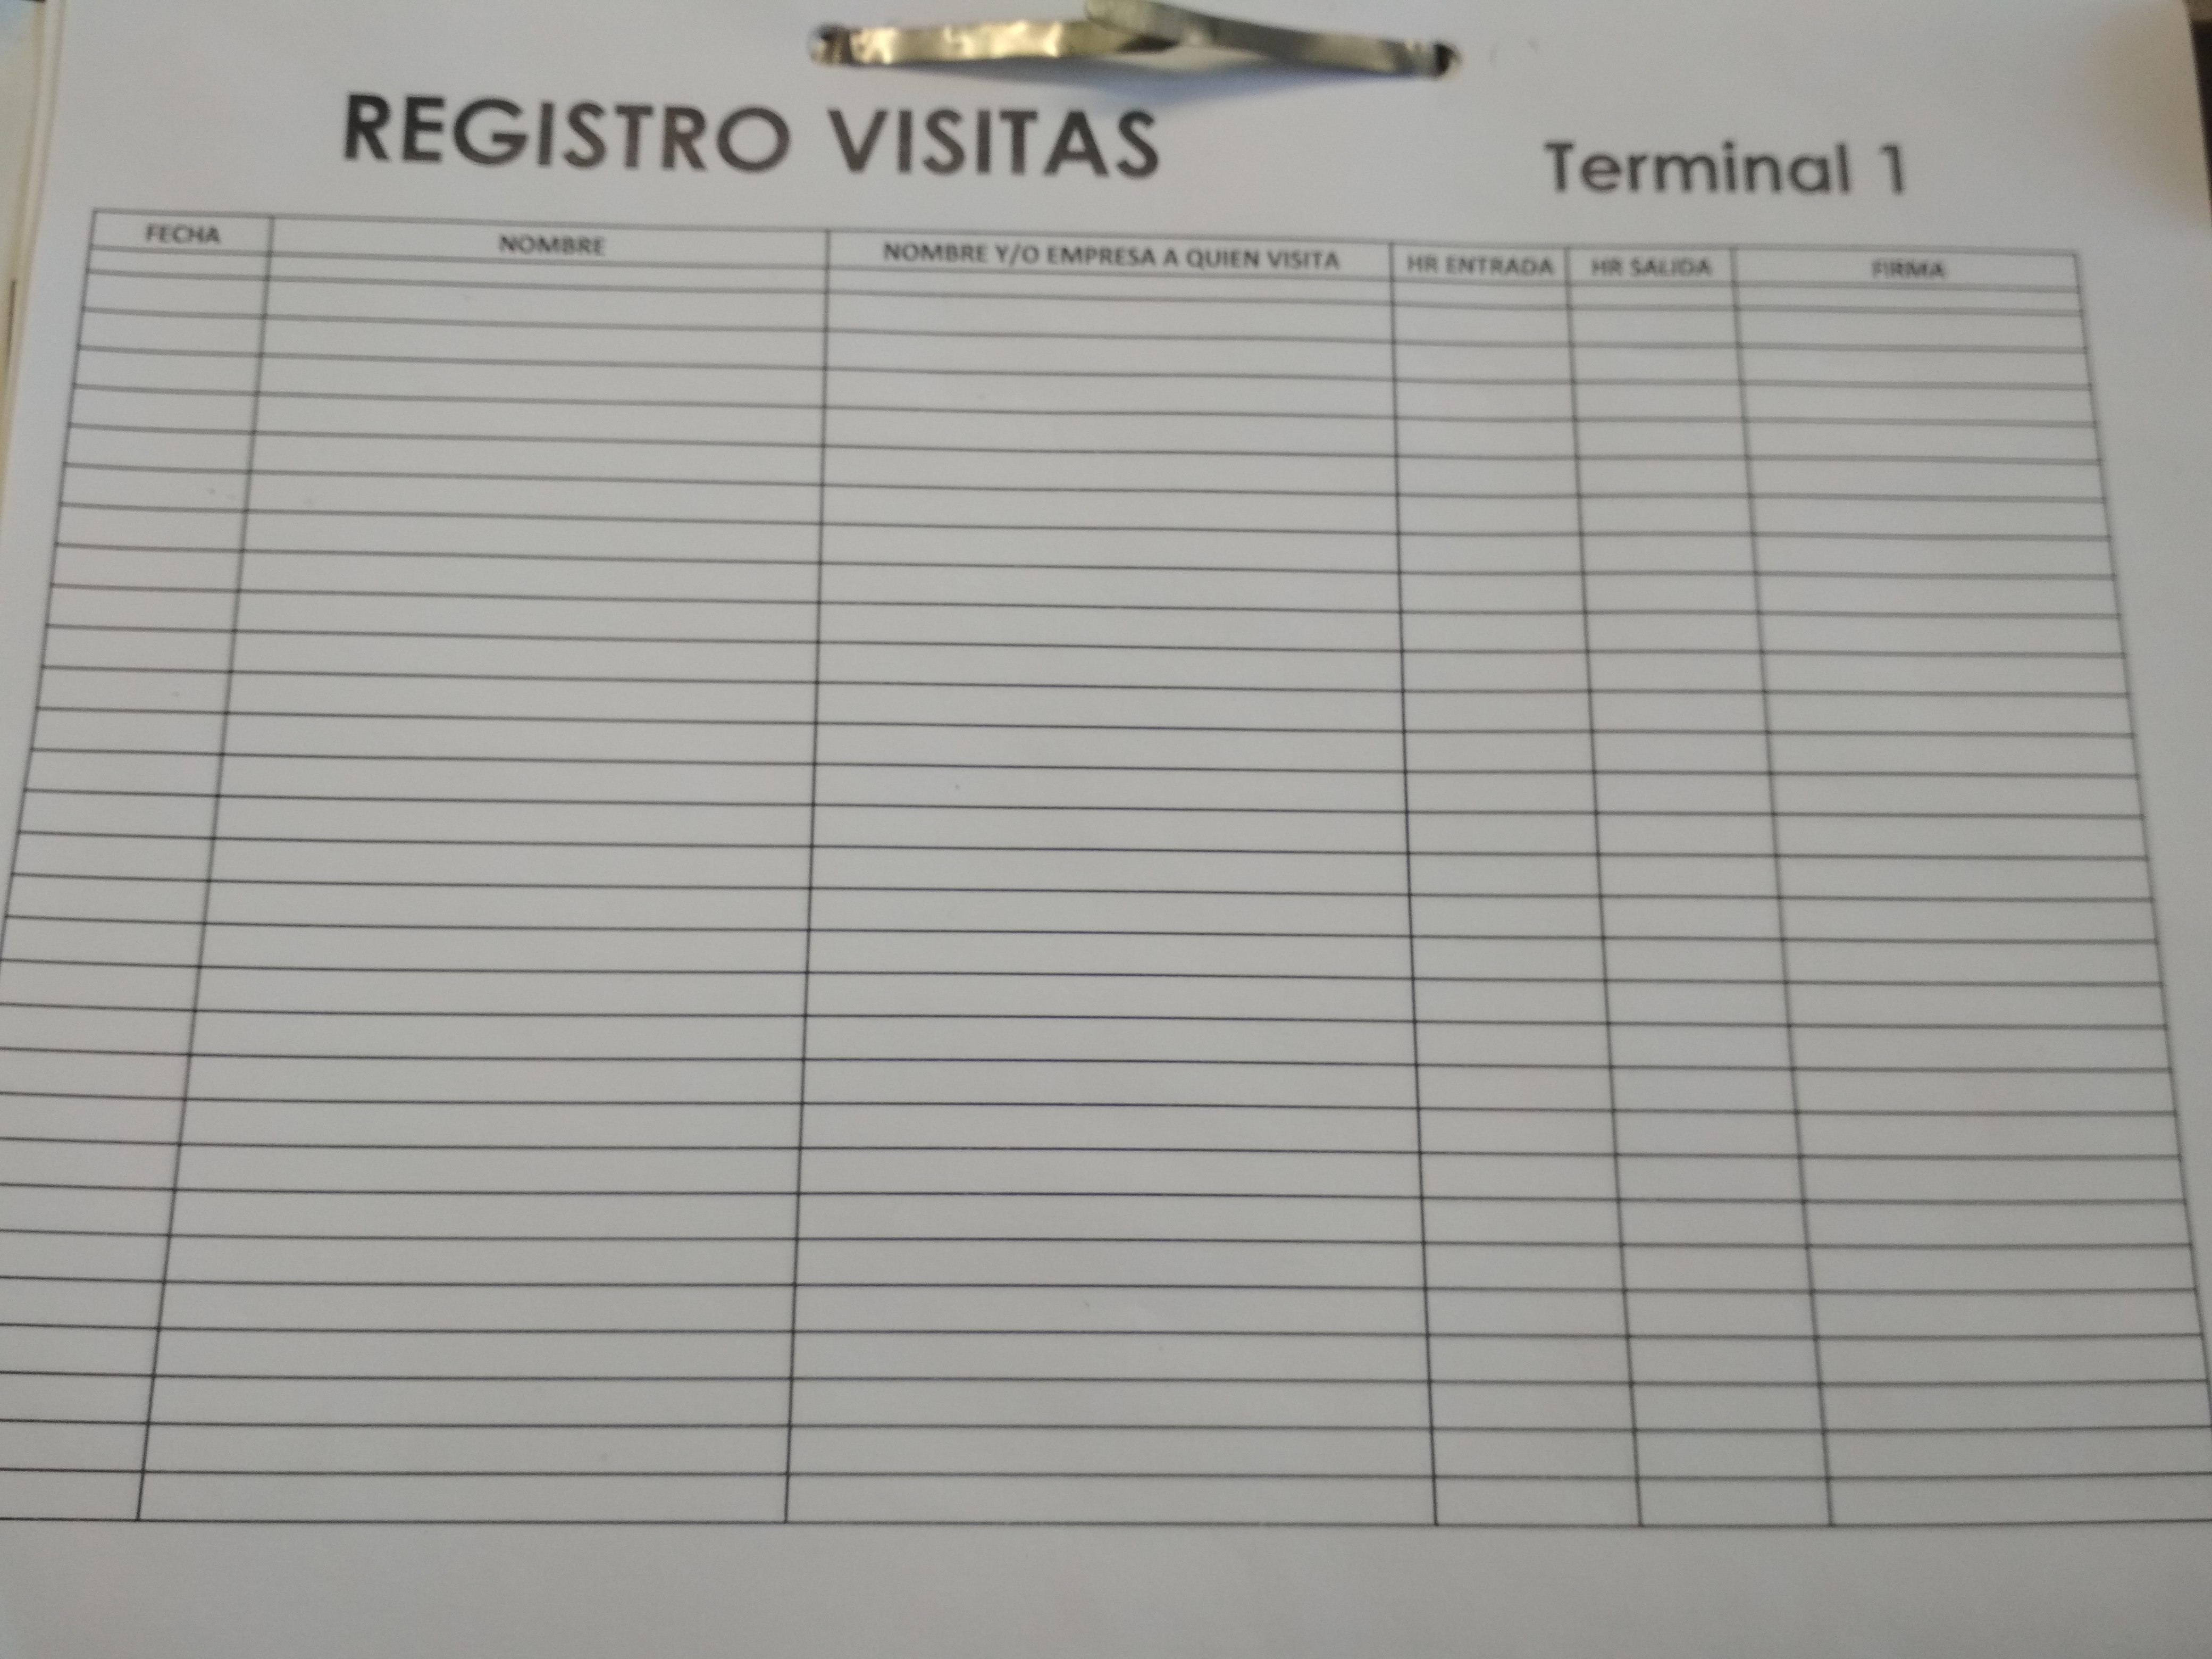 REGISTRO VISITAS
Terminal 1
FECHA NOMBRE NOMBRE Y/O EMPRESA A QUIEN VISITA HR ENTRADA HR SALIDA FIRMA